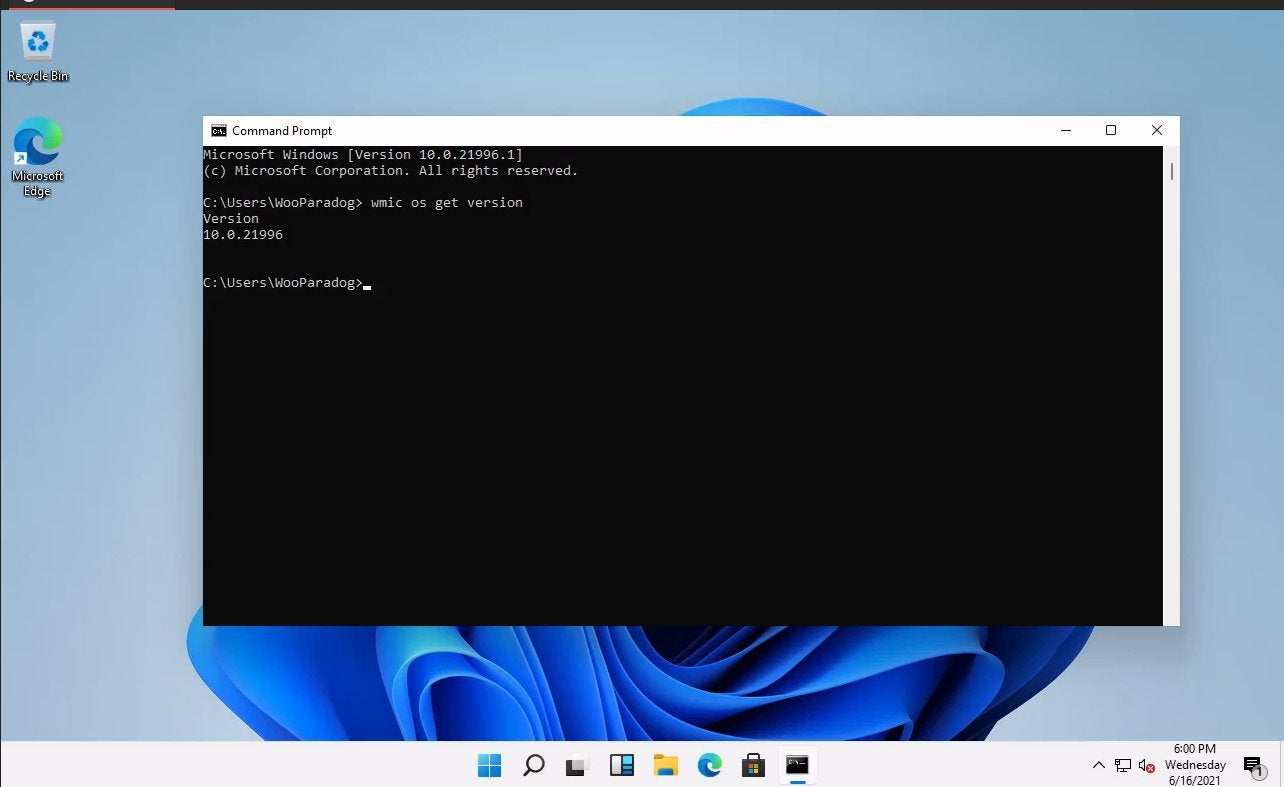 Recycle Bin
Microsoft
Edge
Command Prompt
Microsoft Windows [Version 10.0.21996.1]
(c) Microsoft Corporation. All rights reserved.
C:\Users\WooParadog> wmic os get version
Version
10.0.21996
C:\Users\WooParadog>
6:00 PM
Wednesday
6/16/2021
1